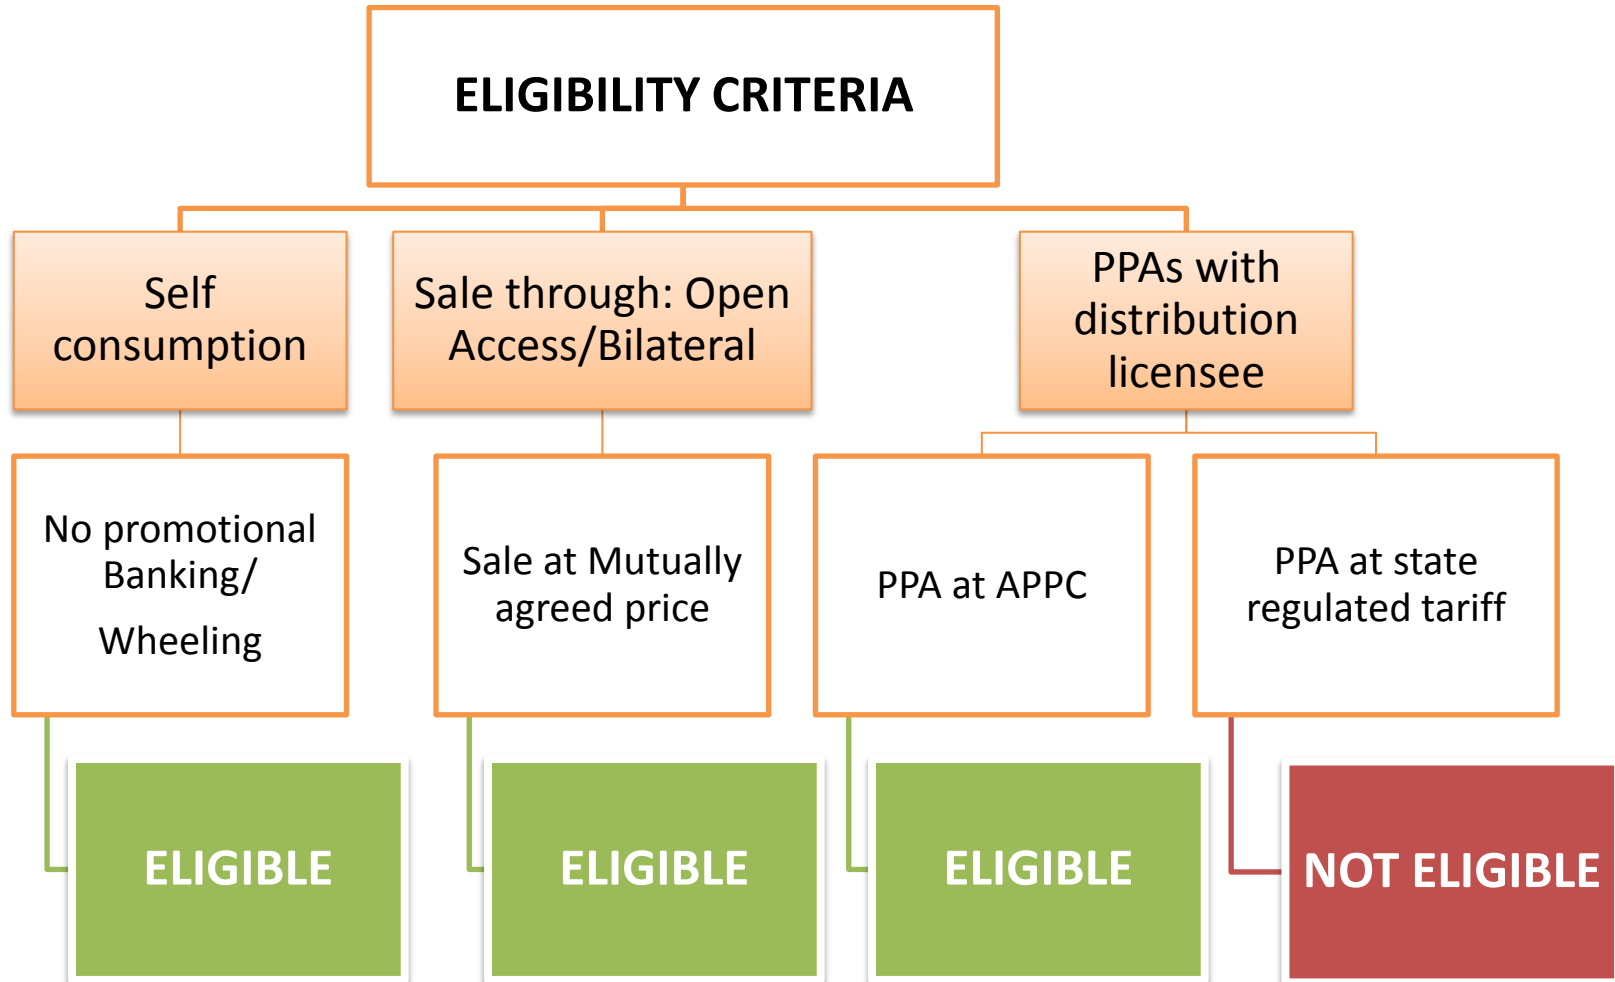 ELIGIBILITY CRITERIA
Self
consumption
Sale through: Open
Access/Bilateral
PPAs with
distribution
licensee
No promotional
Banking/
Wheeling
Sale at Mutually
agreed price
PPA at APPC
PPA at state
regulated tariff
ELIGIBLE
ELIGIBLE
ELIGIBLE
NOT ELIGIBLE